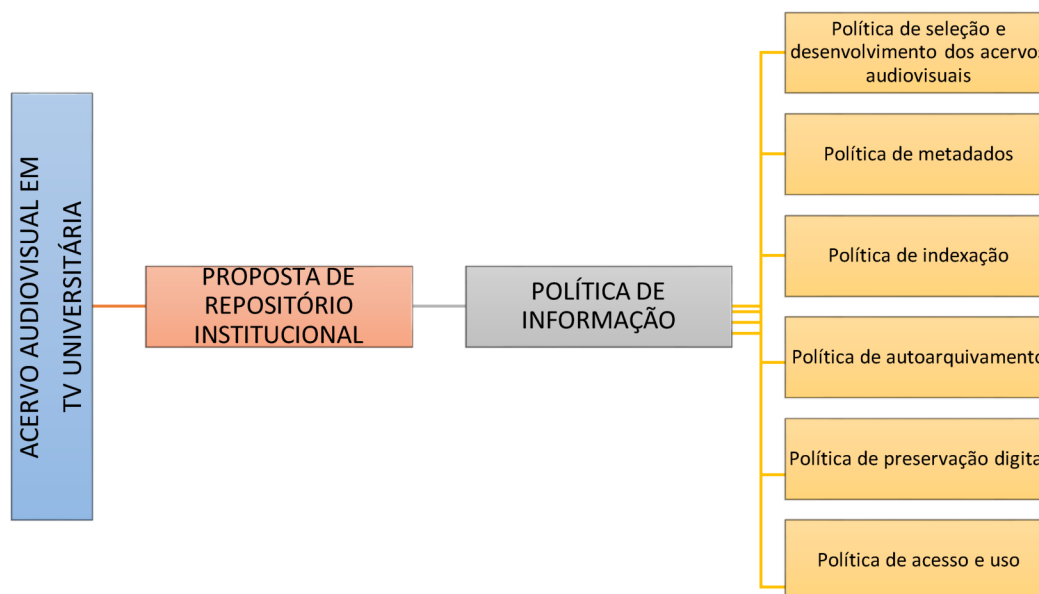 ACERVO AUDIOVISUAL EM
TV UNIVERSITÁRIA
PROPOSTA DE
REPOSITÓRIO
INSTITUCIONAL
POLÍTICA DE
INFORMAÇÃO
Política de seleção e
desenvolvimento dos acervos
audiovisuais
Política de metadados
Política de indexação
Política de autoarquivamento
Política de preservação digital
Política de acesso e uso